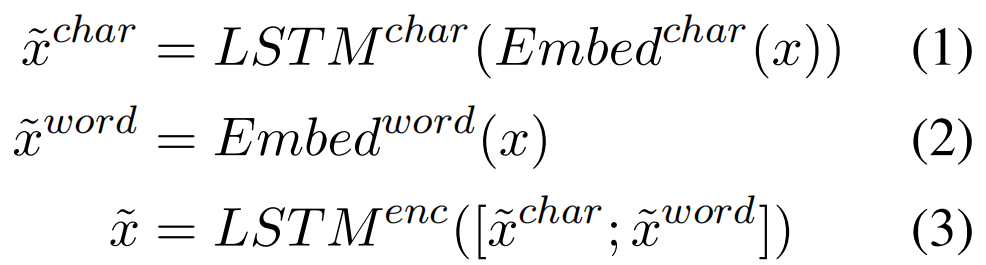 x̃^{char} = LSTM^{char}(Embed^{char}(x)) (1)
x̃^{word} = Embed^{word}(x) (2)
x̃ = LSTM^{enc}([x̃^{char}; x̃^{word}]) (3)